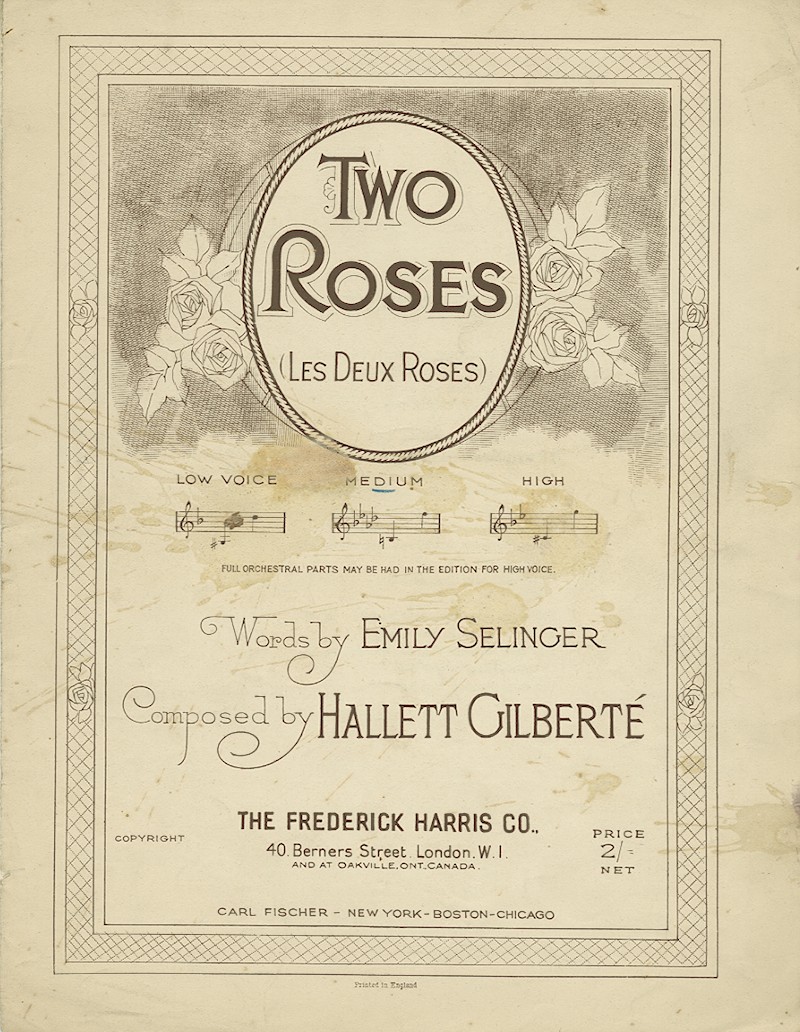 TWO
ROSES
(LES DEUX ROSES)
LOW VOICE MEDIUM HIGH
FULL ORCHESTRAL PARTS MAY BE HAD IN THE EDITION FOR HIGH VOICE.
Words by EMILY SELINGER
Composed by HALLETT GILBERTÉ
THE FREDERICK HARRIS CO.,
COPYRIGHT
40. Berners Street. London. W.1.
AND AT OAKVILLE, ONT. CANADA.
PRICE
2/=
NET
CARL FISCHER - NEW YORK - BOSTON - CHICAGO
Printed in England